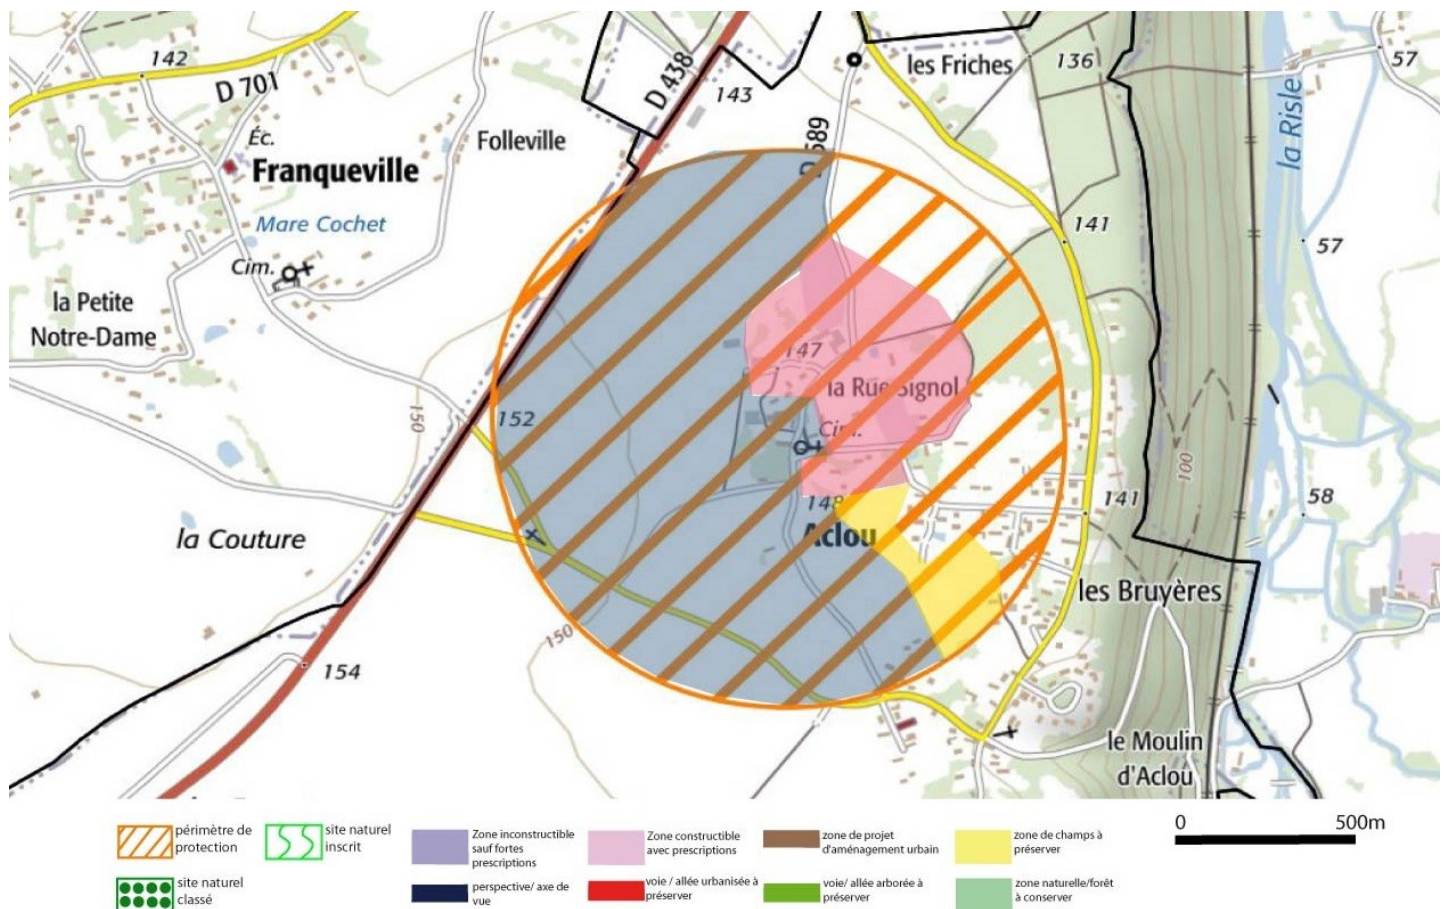 142
D 701
Éc.
Franqueville
Mare Cochet
Cim.
la Petite
Notre-Dame
Folleville
D 438
143
les Friches
136
57
la Risle
141
57
147
la Rue Signol
Cim.
152
150
148
Aclou
141
100
58
la Couture
les Bruyères
150
154
le Moulin
d'Aclou
périmètre de
protection
site naturel
inscrit
Zone inconstructible
sauf fortes
prescriptions
Zone constructible
avec prescriptions
zone de projet
d'aménagement urbain
zone de champs à
préserver
0 500m
site naturel
classé
perspective/ axe de
vue
voie / allée urbanisée à
préserver
voie/ allée arborée à
préserver
zone naturelle/forêt
à conserver